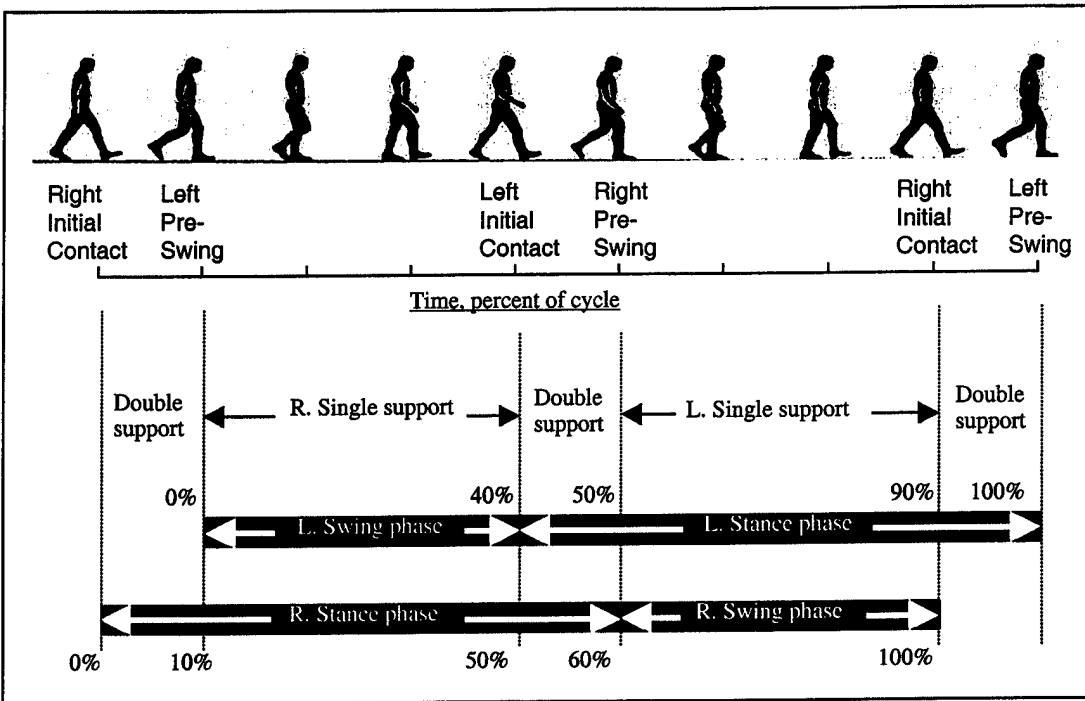 Right Initial Contact
Left Pre-Swing
Left Initial Contact
Right Pre-Swing
Right Initial Contact
Left Pre-Swing
Time, percent of cycle
Double support
R. Single support
Double support
L. Single support
Double support
0%
40%
50%
90%
100%
L. Swing phase
L. Stance phase
R. Stance phase
R. Swing phase
0%
10%
50%
60%
100%